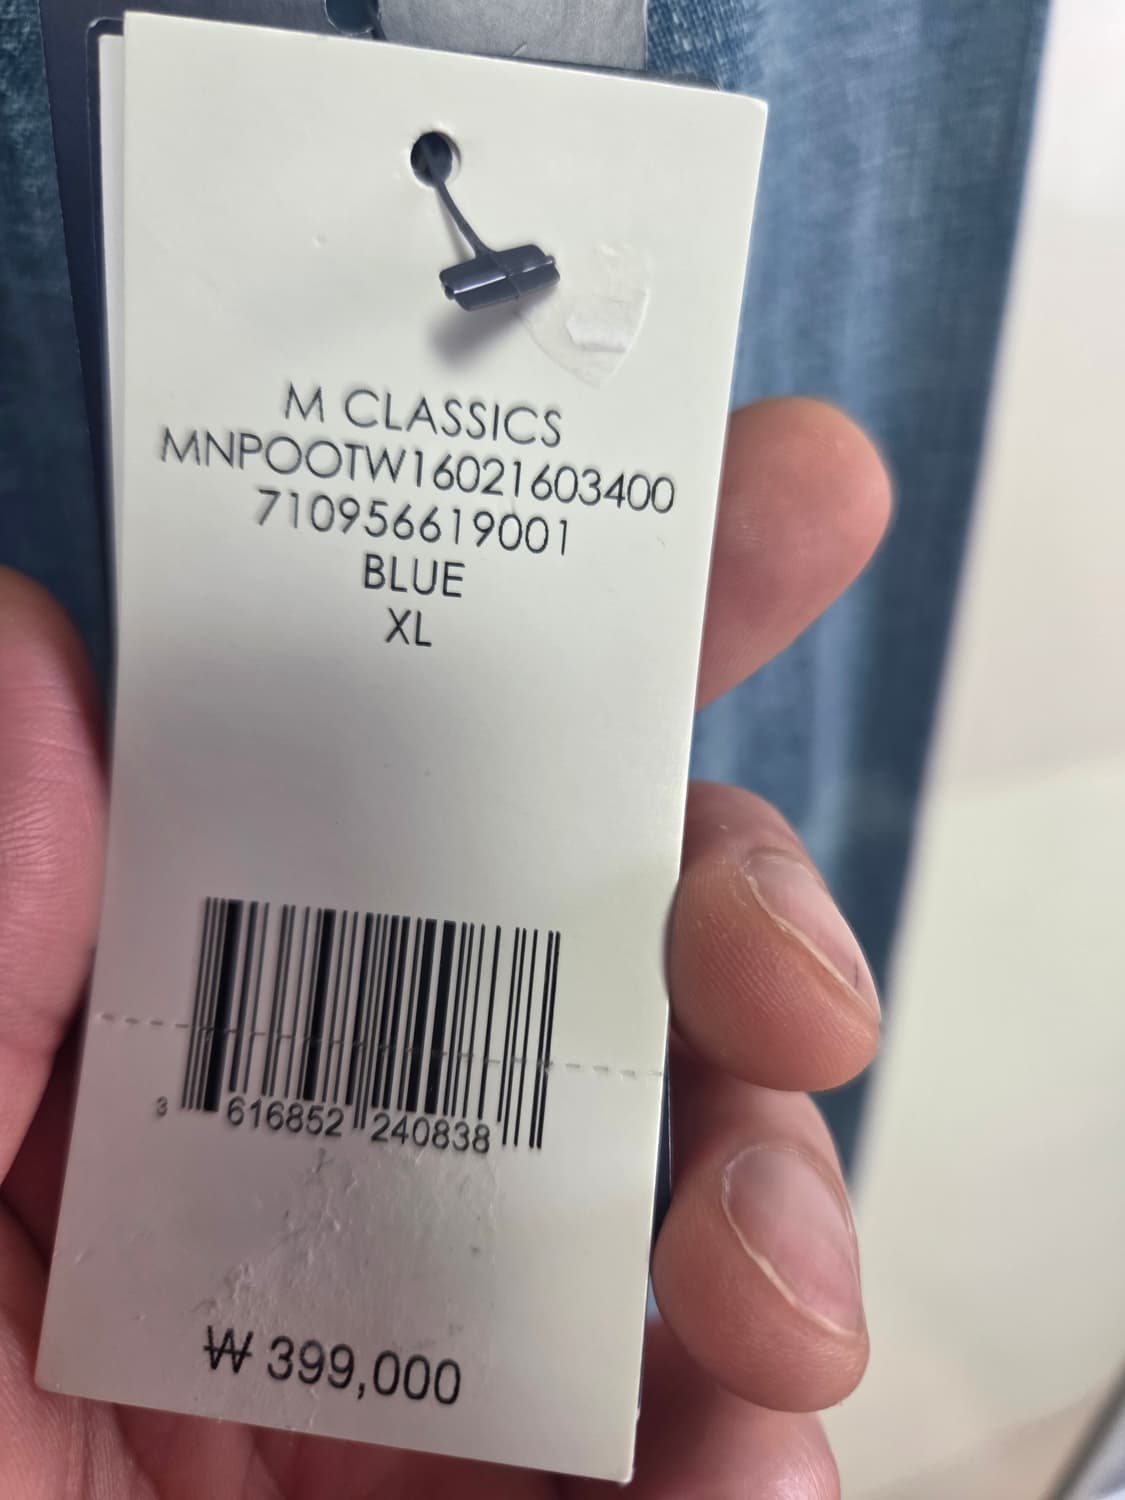 M CLASSICS
MNPOOTW16021603400
710956619001
BLUE
XL
3 616852 240838
₩ 399,000